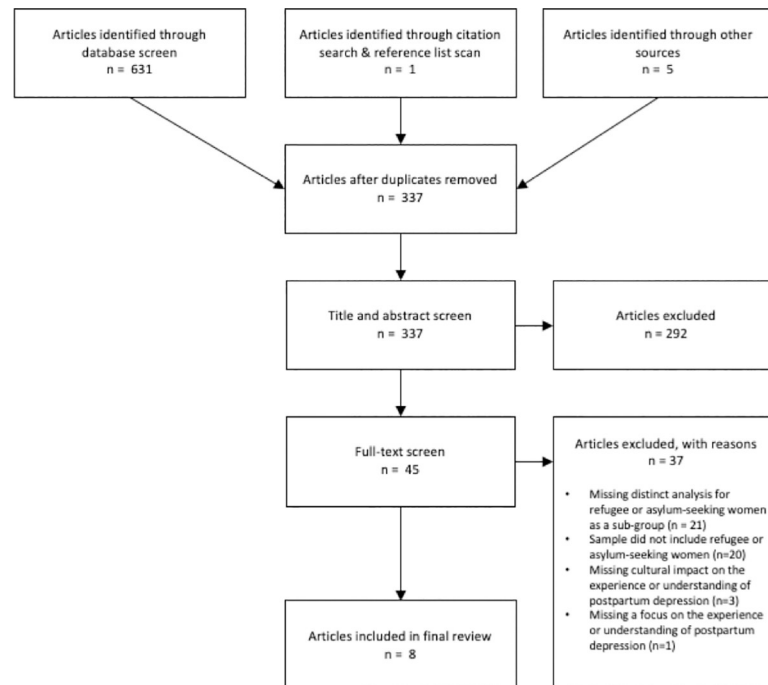 Articles identified through
database screen
n = 631
Articles identified through citation
search & reference list scan
n = 1
Articles identified through other
sources
n = 5
Articles after duplicates removed
n = 337
Title and abstract screen
n = 337
Articles excluded
n = 292
Full-text screen
n = 45
Articles excluded, with reasons
n = 37
• Missing distinct analysis for
refugee or asylum-seeking women
as a sub-group (n = 21)
• Sample did not include refugee or
asylum-seeking women (n=20)
• Missing cultural impact on the
experience or understanding of
postpartum depression (n=3)
• Missing a focus on the experience
or understanding of postpartum
depression (n=1)
Articles included in final review
n = 8